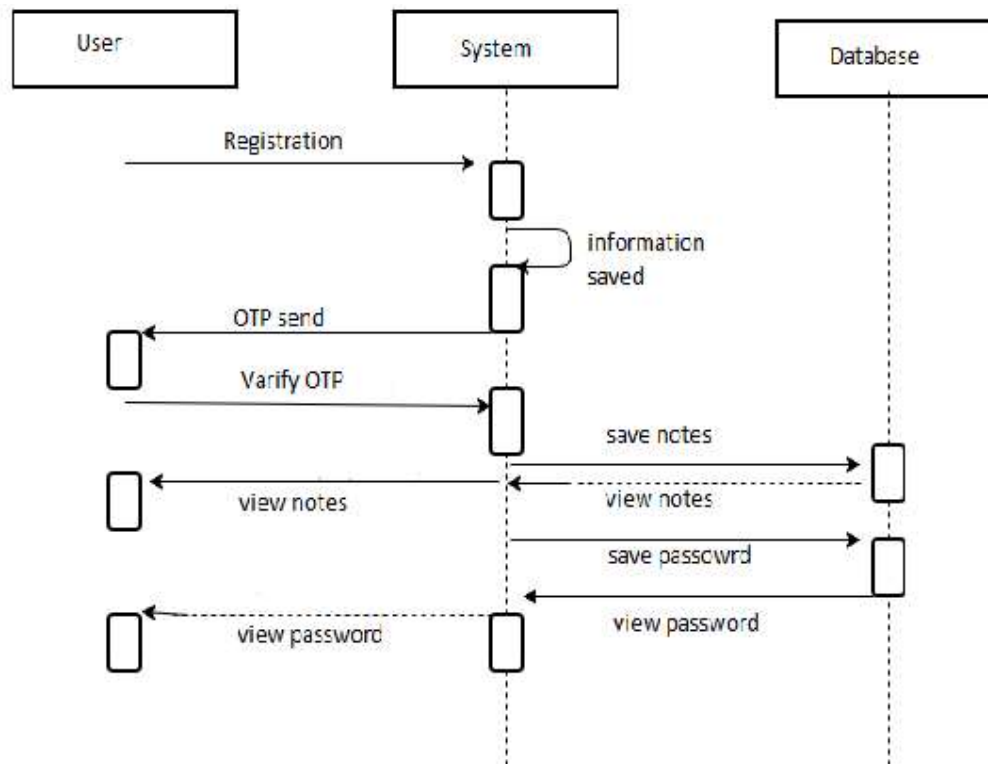 User
System
Database
Registration
information
saved
OTP send
Varify OTP
save notes
view notes
view notes
save passowrd
view password
view password